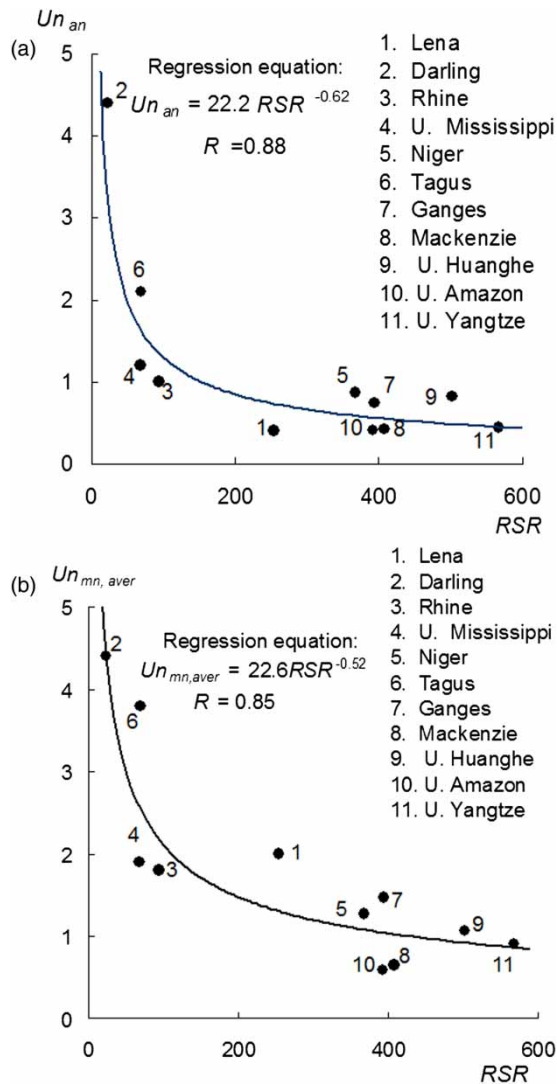 Un an
(a)
5
4
3
2
1
0
0 200 400 600
RSR
Regression equation:
Un an = 22.2 RSR -0.62
R =0.88
1. Lena
2. Darling
3. Rhine
4. U. Mississippi
5. Niger
6. Tagus
7. Ganges
8. Mackenzie
9. U. Huanghe
10. U. Amazon
11. U. Yangtze
2
6
4
3
1
5
7
10
8
9
11
(b)
Un mn, aver
5
4
3
2
1
0
0 200 400 600
RSR
Regression equation:
Un mn,aver = 22.6RSR -0.52
R = 0.85
1. Lena
2. Darling
3. Rhine
4. U. Mississippi
5. Niger
6. Tagus
7. Ganges
8. Mackenzie
9. U. Huanghe
10. U. Amazon
11. U. Yangtze
2
6
4
3
1
5
7
10
8
9
11